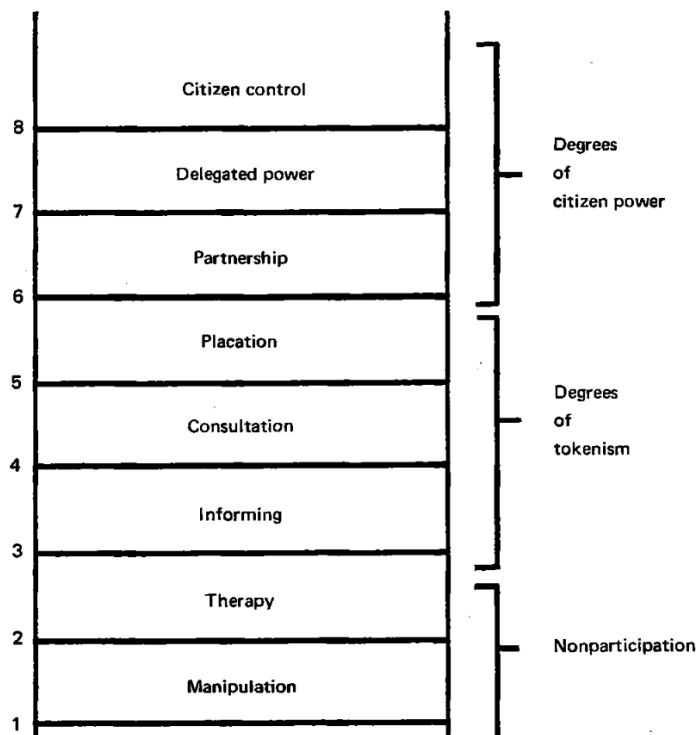 Citizen control
8
Delegated power
7
Partnership
6
Placation
5
Consultation
4
Informing
3
Therapy
2
Manipulation
1
Degrees
of
citizen power
Degrees
of
tokenism
Nonparticipation